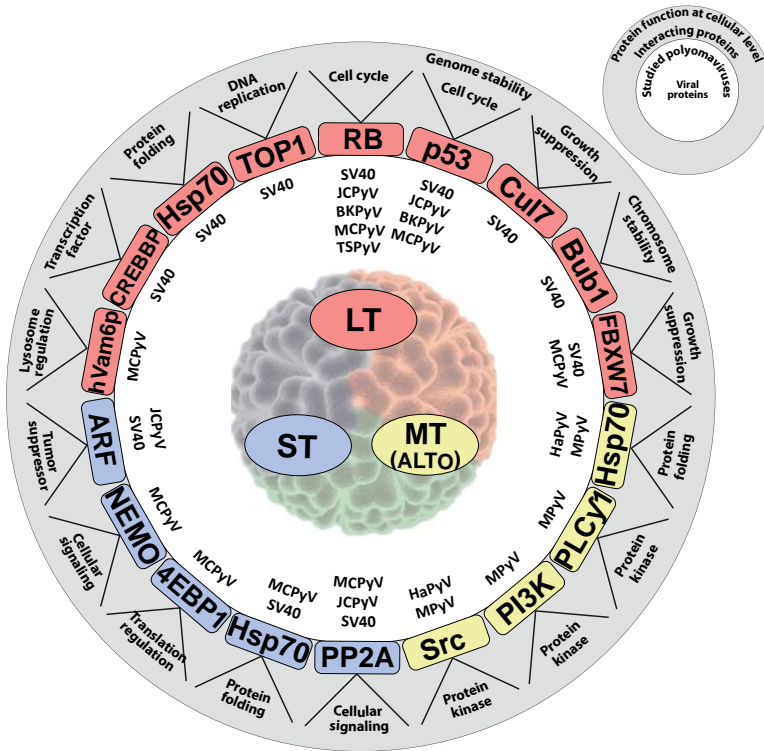 Protein function at cellular level
Interacting proteins
Studied polyomaviruses
Viral
proteins
Cell cycle
RB
SV40
JCPyV
BKPyV
MCPyV
TSPyV
Genome stability
Cell cycle
p53
SV40
JCPyV
BKPyV
MCPyV
Growth
suppression
Cul7
SV40
Chromosome
stability
Bub1
SV40
Growth
suppression
FBXW7
SV40
MCPyV
Protein
folding
Hsp70
MPyV
HaPyV
Protein
kinase
PLCγ1
MPyV
Protein
kinase
PI3K
MPyV
Protein
kinase
Src
HaPyV
MPyV
Cellular
signaling
PP2A
MCPyV
JCPyV
SV40
Protein
folding
Hsp70
MCPyV
SV40
Translation
regulation
4EBP1
MCPyV
Cellular
signaling
NEMO
MCPyV
Tumor
suppressor
ARF
JCPyV
SV40
Lysosome regulation
hVam6p
MCPyV
Transcription
factor
CREBBP
SV40
Protein
folding
Hsp70
SV40
DNA
replication
TOP1
SV40
LT
ST
MT
(ALTO)